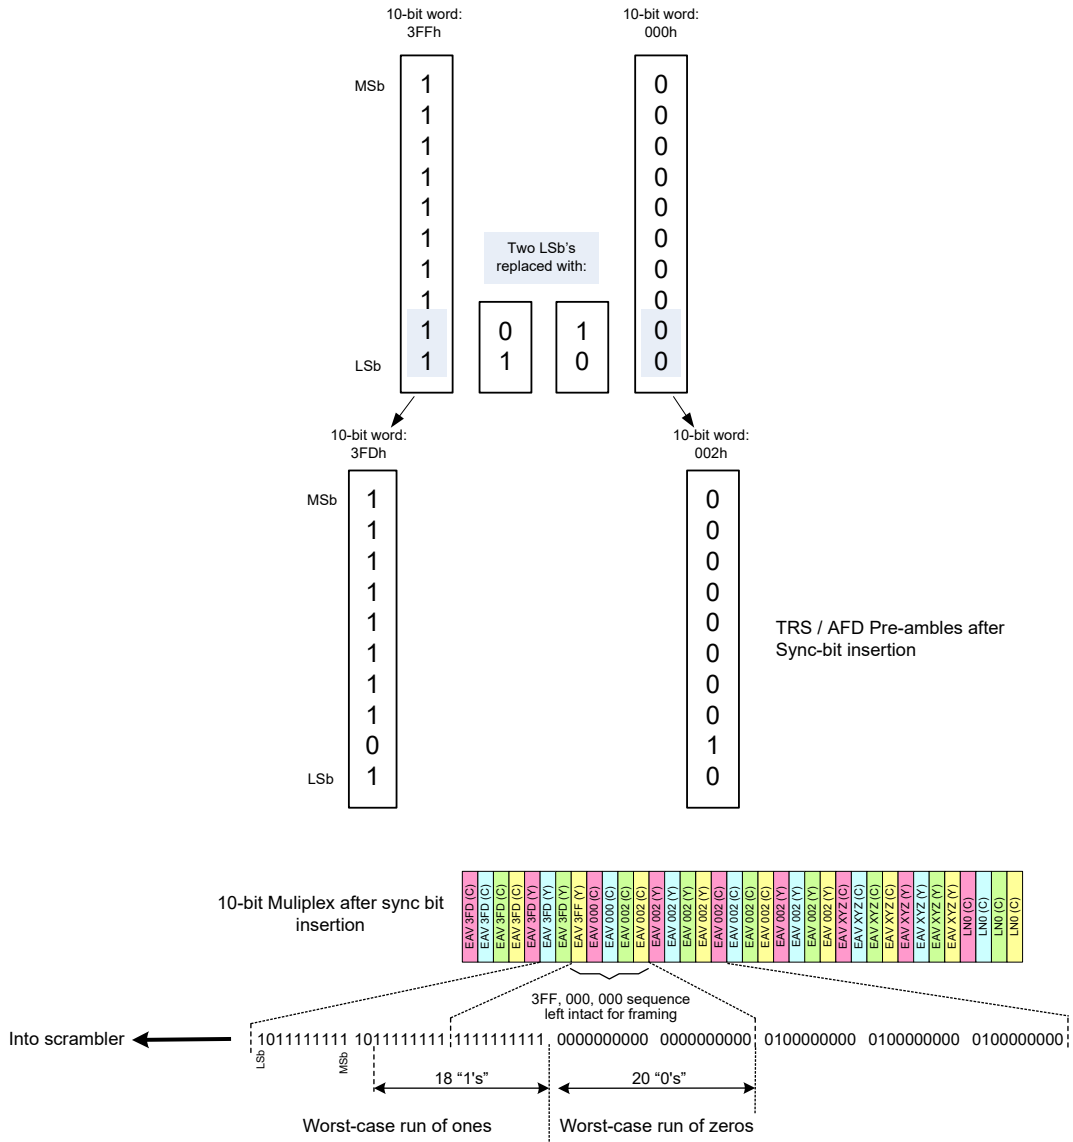 10-bit word:
3FFh
10-bit word:
000h
MSb
1
1
1
1
1
1
1
1
1
1
LSb
Two LSb's
replaced with:
0
1
1
0
0
0
0
0
0
0
0
0
0
0
10-bit word:
3FDh
10-bit word:
002h
MSb
1
1
1
1
1
1
1
1
0
1
LSb
0
0
0
0
0
0
0
0
1
0
TRS / AFD Pre-ambles after
Sync-bit insertion
10-bit Muliplex after sync bit
insertion
EAV 3FD (C)
EAV 3FD (C)
EAV 3FD (C)
EAV 3FD (C)
EAV 3FD (Y)
EAV 3FD (Y)
EAV 3FD (Y)
EAV 3FF (Y)
EAV 000 (C)
EAV 000 (C)
EAV 002 (C)
EAV 002 (C)
EAV 002 (Y)
EAV 002 (Y)
EAV 002 (Y)
EAV 002 (Y)
EAV 002 (C)
EAV 002 (C)
EAV 002 (C)
EAV 002 (C)
EAV 002 (Y)
EAV 002 (Y)
EAV 002 (Y)
EAV 002 (Y)
EAV XYZ (C)
EAV XYZ (C)
EAV XYZ (C)
EAV XYZ (C)
EAV XYZ (Y)
EAV XYZ (Y)
EAV XYZ (Y)
EAV XYZ (Y)
LN0 (C)
LN0 (C)
LN0 (C)
LN0 (C)
3FF, 000, 000 sequence
left intact for framing
Into scrambler
1011111111 1011111111 1111111111 0000000000 0000000000 0100000000 0100000000 0100000000
LSb
MSb
18 “1's”
20 “0's”
Worst-case run of ones
Worst-case run of zeros